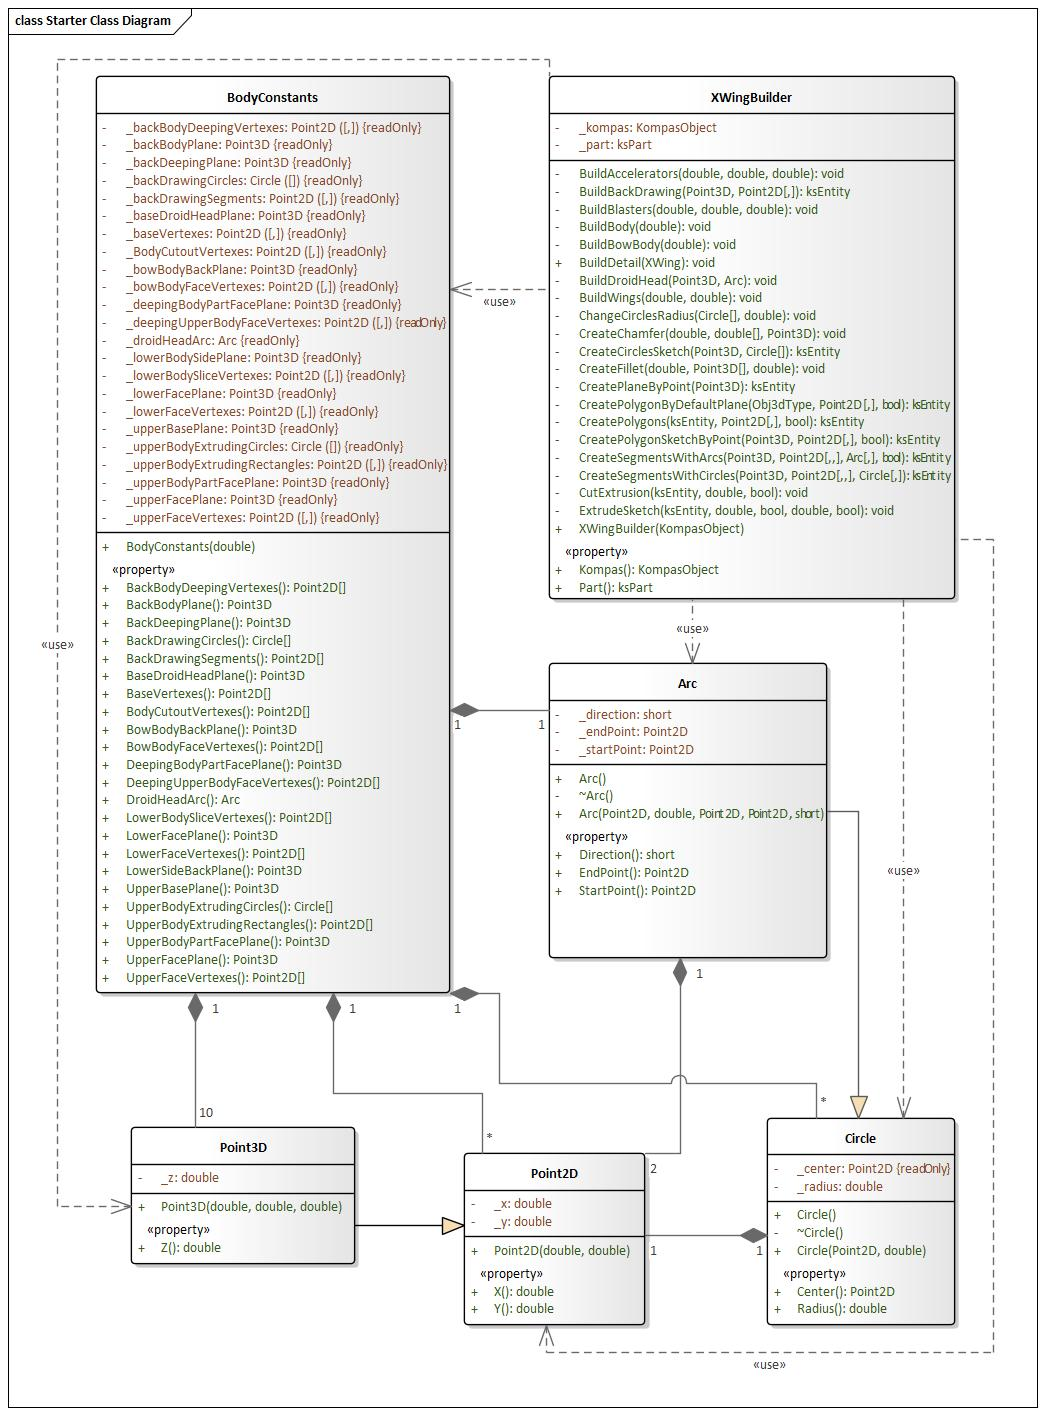 class Starter Class Diagram
BodyConstants
- _backBodyDeepingVertexes: Point2D ([,]) {readOnly}
- _backBodyPlane: Point3D {readOnly}
- _backDeepingPlane: Point3D {readOnly}
- _backDrawingCircles: Circle ([]) {readOnly}
- _backDrawingSegments: Point2D ([,]) {readOnly}
- _baseDroidHeadPlane: Point3D {readOnly}
- _baseVertexes: Point2D ([,]) {readOnly}
- _BodyCutoutVertexes: Point2D ([,]) {readOnly}
- _bowBodyBackPlane: Point3D {readOnly}
- _bowBodyFaceVertexes: Point2D ([,]) {readOnly}
- _deepingBodyPartFacePlane: Point3D {readOnly}
- _deepingUpperBodyFaceVertexes: Point2D ([,]) {readOnly}
- _droidHeadArc: Arc {readOnly}
- _lowerBodySidePlane: Point3D {readOnly}
- _lowerBodySliceVertexes: Point2D ([,]) {readOnly}
- _lowerFacePlane: Point3D {readOnly}
- _lowerFaceVertexes: Point2D ([,]) {readOnly}
- _upperBasePlane: Point3D {readOnly}
- _upperBodyExtrudingCircles: Circle ([]) {readOnly}
- _upperBodyExtrudingRectangles: Point2D ([,]) {readOnly}
- _upperBodyPartFacePlane: Point3D {readOnly}
- _upperFacePlane: Point3D {readOnly}
- _upperFaceVertexes: Point2D ([,]) {readOnly}
+ BodyConstants(double)
«property»
+ BackBodyDeepingVertexes(): Point2D[]
+ BackBodyPlane(): Point3D
+ BackDeepingPlane(): Point3D
+ BackDrawingCircles(): Circle[]
+ BackDrawingSegments(): Point2D[]
+ BaseDroidHeadPlane(): Point3D
+ BaseVertexes(): Point2D[]
+ BodyCutoutVertexes(): Point2D[]
+ BowBodyBackPlane(): Point3D
+ BowBodyFaceVertexes(): Point2D[]
+ DeepingBodyPartFacePlane(): Point3D
+ DeepingUpperBodyFaceVertexes(): Point2D[]
+ DroidHeadArc(): Arc
+ LowerBodySliceVertexes(): Point2D[]
+ LowerFacePlane(): Point3D
+ LowerFaceVertexes(): Point2D[]
+ LowerSideBackPlane(): Point3D
+ UpperBasePlane(): Point3D
+ UpperBodyExtrudingCircles(): Circle[]
+ UpperBodyExtrudingRectangles(): Point2D[]
+ UpperBodyPartFacePlane(): Point3D
+ UpperFacePlane(): Point3D
+ UpperFaceVertexes(): Point2D[]
XWingBuilder
- _kompas: KompasObject
- _part: ksPart
- BuildAccelerators(double, double, double): void
- BuildBackDrawing(Point3D, Point2D[,]): ksEntity
- BuildBlasters(double, double, double): void
- BuildBody(double): void
- BuildBowBody(double): void
+ BuildDetail(XWing): void
- BuildDroidHead(Point3D, Arc): void
- BuildWings(double, double): void
- ChangeCirclesRadius(Circle[], double): void
- CreateChamfer(double, double[], Point3D): void
- CreateCirclesSketch(Point3D, Circle[]): ksEntity
- CreateFillet(double, Point3D[], double): void
- CreatePlaneByPoint(Point3D): ksEntity
- CreatePolygonByDefaultPlane(Obj3dType, Point2D[,], bool): ksEntity
- CreatePolygons(ksEntity, Point2D[,], bool): ksEntity
- CreatePolygonSketchByPoint(Point3D, Point2D[,], bool): ksEntity
- CreateSegmentsWithArcs(Point3D, Point2D[,,], Arc[,], bool): ksEntity
- CreateSegmentsWithCircles(Point3D, Point2D[,,], Circle[,]): ksEntity
- CutExtrusion(ksEntity, double, bool): void
- ExtrudeSketch(ksEntity, double, bool, double, bool): void
+ XWingBuilder(KompasObject)
«property»
+ Kompas(): KompasObject
+ Part(): ksPart
«use»
«use»
«use»
Arc
- _direction: short
- _endPoint: Point2D
- _startPoint: Point2D
+ Arc()
- ~Arc()
+ Arc(Point2D, double, Point2D, Point2D, short)
«property»
+ Direction(): short
+ EndPoint(): Point2D
+ StartPoint(): Point2D
1 1
«use»
1
1 1 1
10
*
*
Point3D
- _z: double
+ Point3D(double, double, double)
«property»
+ Z(): double
Point2D
- _x: double
- _y: double
+ Point2D(double, double)
«property»
+ X(): double
+ Y(): double
2
1 1
Circle
- _center: Point2D {readOnly}
- _radius: double
+ Circle()
- ~Circle()
+ Circle(Point2D, double)
«property»
+ Center(): Point2D
+ Radius(): double
«use»